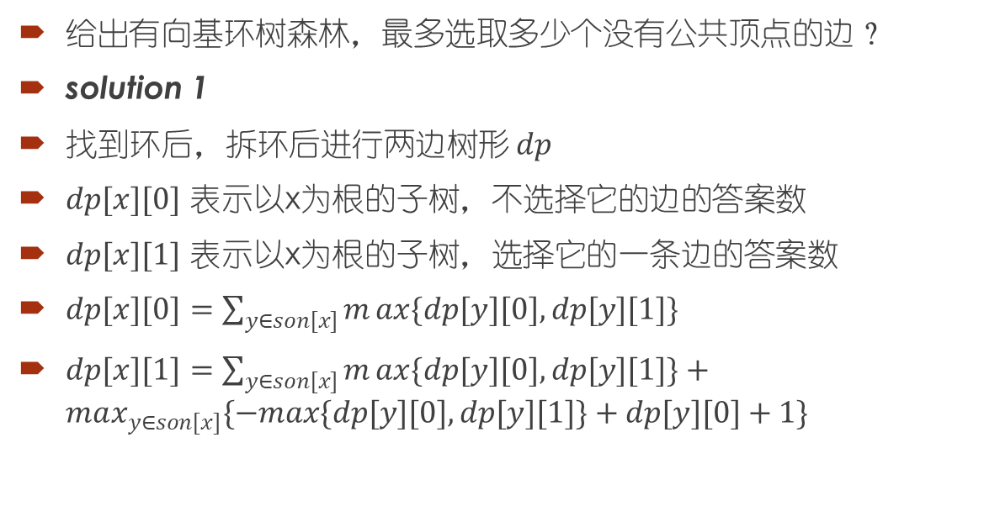 给出有向基环树森林，最多选取多少个没有公共顶点的边？
solution 1
找到环后，拆环后进行两边树形 dp
dp[x][0] 表示以x为根的子树，不选择它的边的答案数
dp[x][1] 表示以x为根的子树，选择它的一条边的答案数
dp[x][0] = ∑_{y∈son[x]} m ax{dp[y][0], dp[y][1]}
dp[x][1] = ∑_{y∈son[x]} m ax{dp[y][0], dp[y][1]} +
max_{y∈son[x]}{−max{dp[y][0], dp[y][1]} + dp[y][0] + 1}